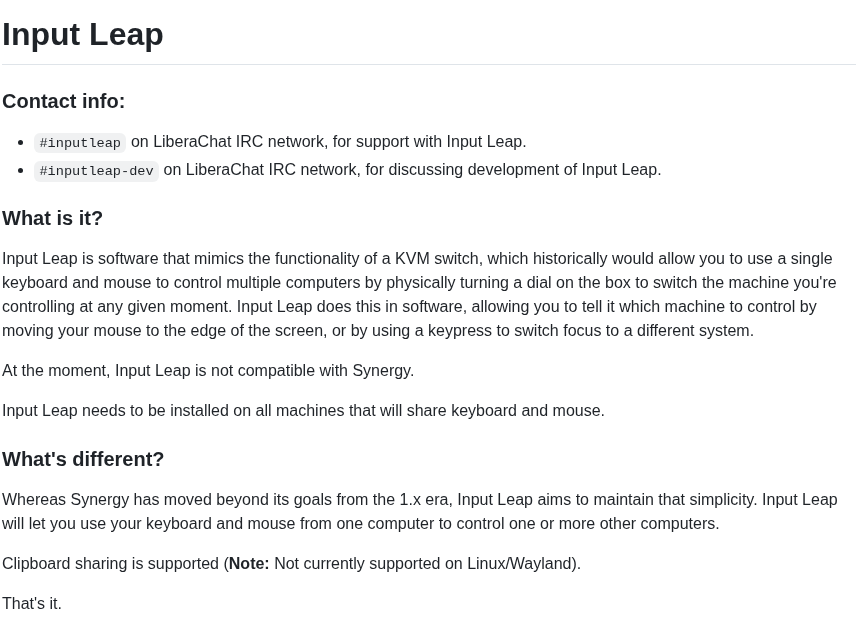 Input Leap
Contact info:
#inputleap on LiberaChat IRC network, for support with Input Leap.
#inputleap-dev on LiberaChat IRC network, for discussing development of Input Leap.
What is it?
Input Leap is software that mimics the functionality of a KVM switch, which historically would allow you to use a single
keyboard and mouse to control multiple computers by physically turning a dial on the box to switch the machine you're
controlling at any given moment. Input Leap does this in software, allowing you to tell it which machine to control by
moving your mouse to the edge of the screen, or by using a keypress to switch focus to a different system.
At the moment, Input Leap is not compatible with Synergy.
Input Leap needs to be installed on all machines that will share keyboard and mouse.
What's different?
Whereas Synergy has moved beyond its goals from the 1.x era, Input Leap aims to maintain that simplicity. Input Leap
will let you use your keyboard and mouse from one computer to control one or more other computers.
Clipboard sharing is supported (Note: Not currently supported on Linux/Wayland).
That's it.